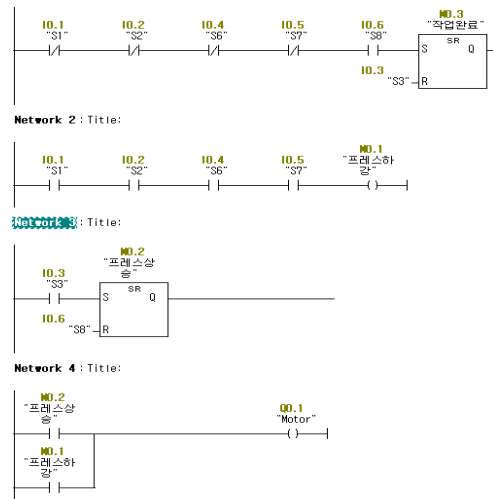 I0.1 I0.2 I0.4 I0.5 I0.6 M0.3
"S1" "S2" "S6" "S7" "S8" "작업완료"
SR
S Q
I0.3
"S3" R
Network 2 : Title:
I0.1 I0.2 I0.4 I0.5 M0.1
"S1" "S2" "S6" "S7" "프레스하
강"
( )
Network 3 : Title:
M0.2
"프레스상
승"
I0.3
"S3"
SR
S Q
I0.6
"S8" R
Network 4 : Title:
M0.2
"프레스상
승"
Q0.1
"Motor"
( )
M0.1
"프레스하
강"